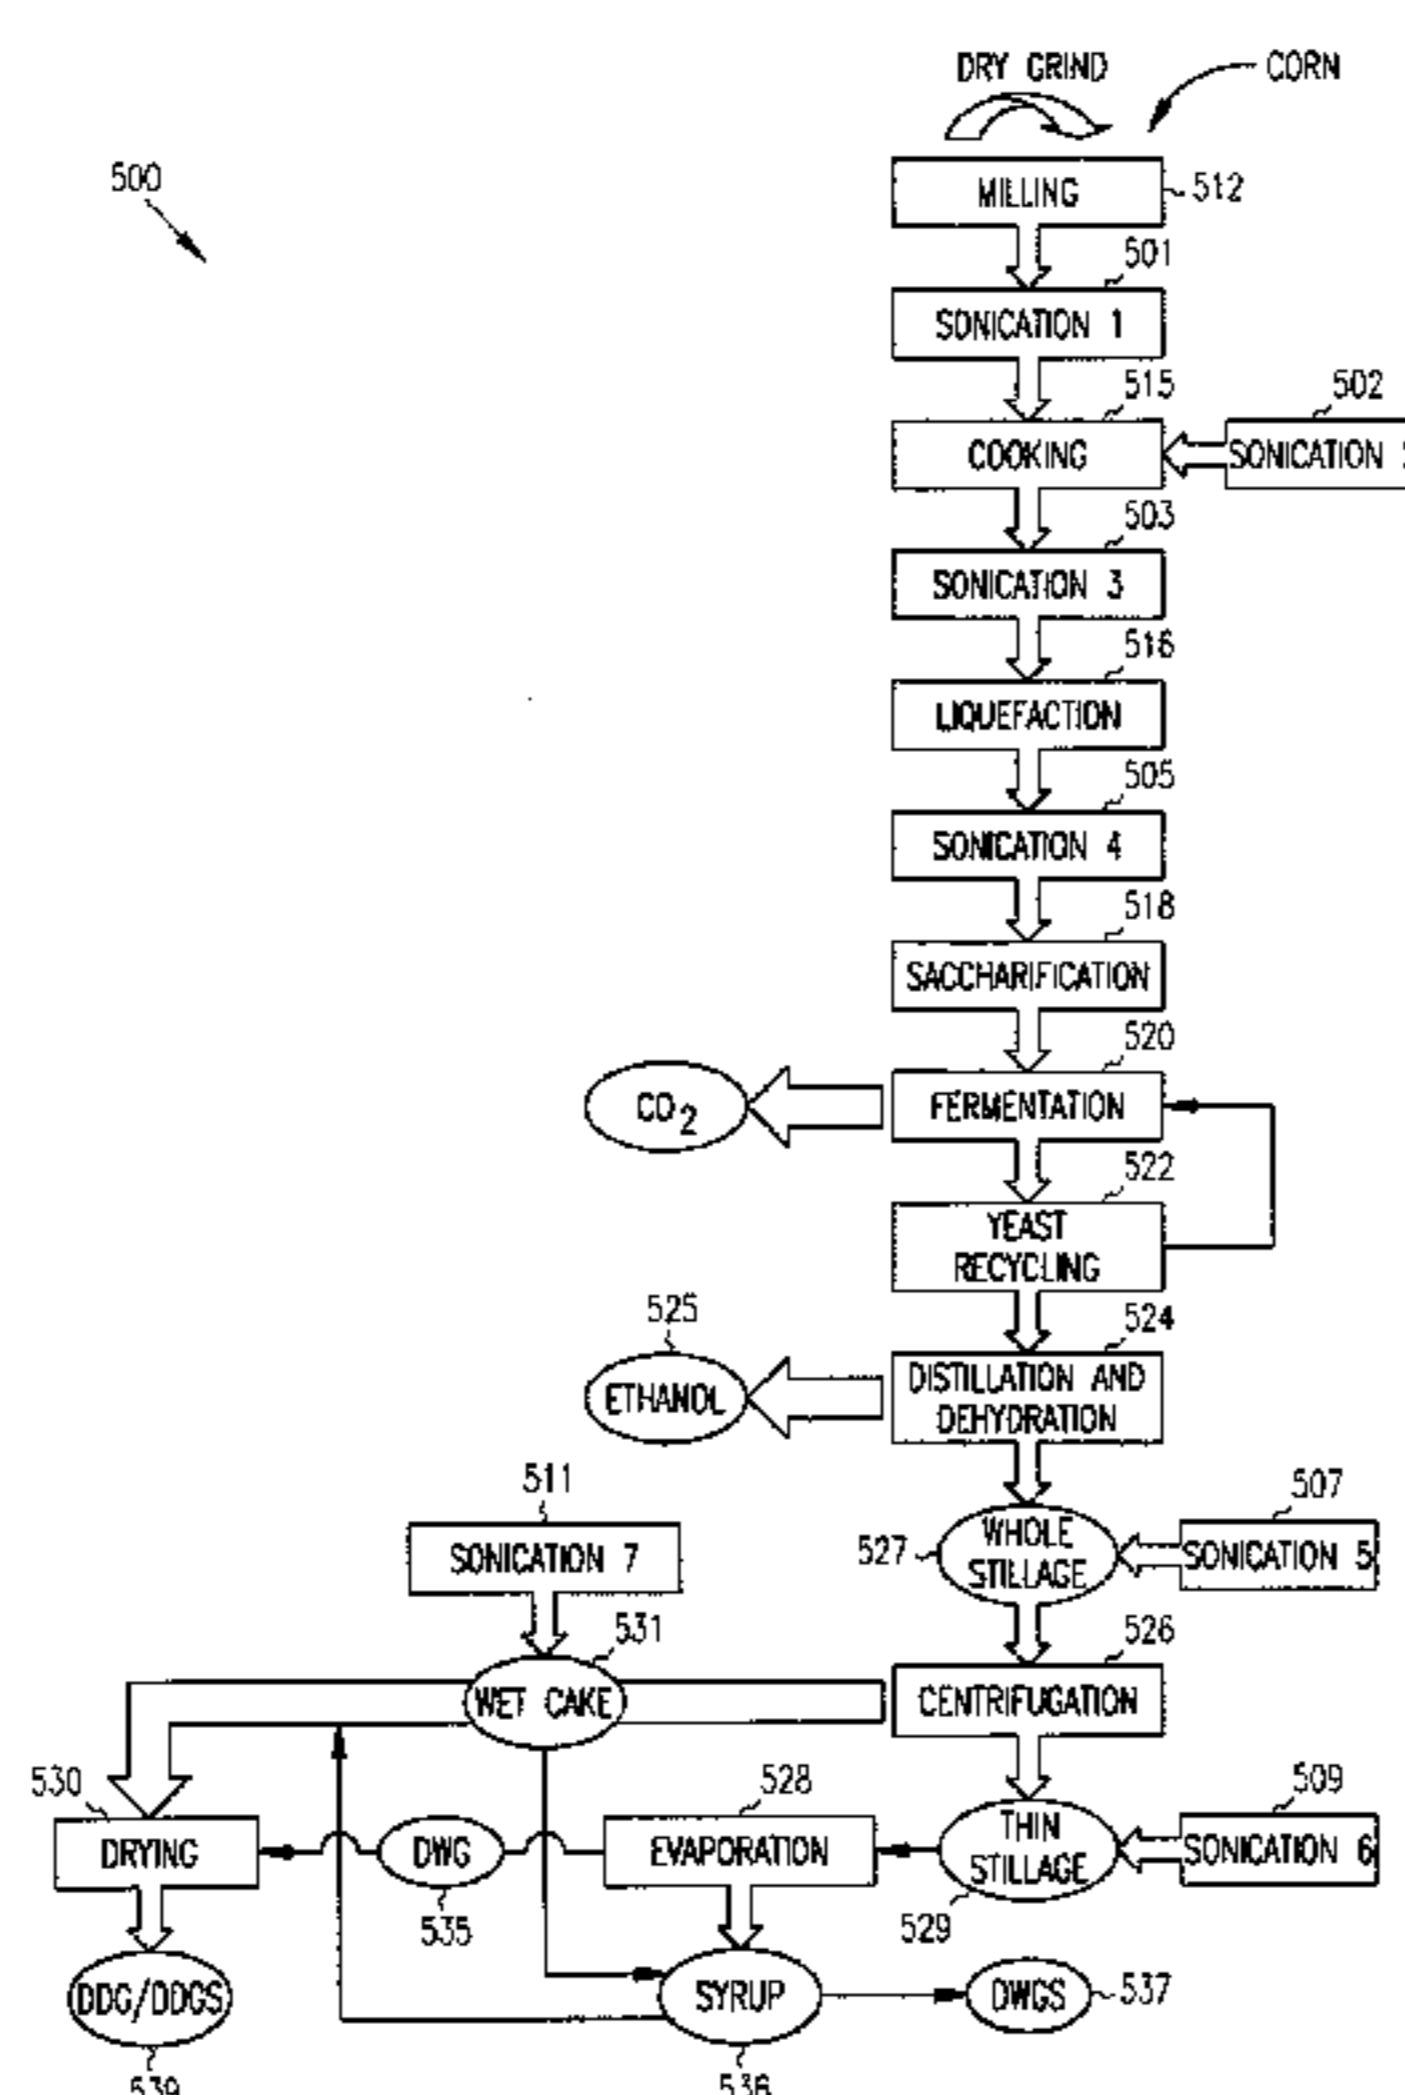 DRY GRIND
CORN
500
MILLING
512
501
SONICATION 1
515
502
COOKING
SONICATION
503
SONICATION 3
516
LIQUEFACTION
505
SONICATION 4
518
SACCHARIFICATION
520
CO2
FERMENTATION
522
YEAST
RECYCLING
525
524
ETHANOL
DISTILLATION AND
DEHYDRATION
511
507
SONICATION 7
527
WHOLE
STILLAGE
SONICATION 5
531
526
WET CAKE
CENTRIFUGATION
530
528
509
DRYING
DWG
EVAPORATION
THIN
STILLAGE
SONICATION 6
535
529
DDG/DDGS
SYRUP
DWGS
537
539
536